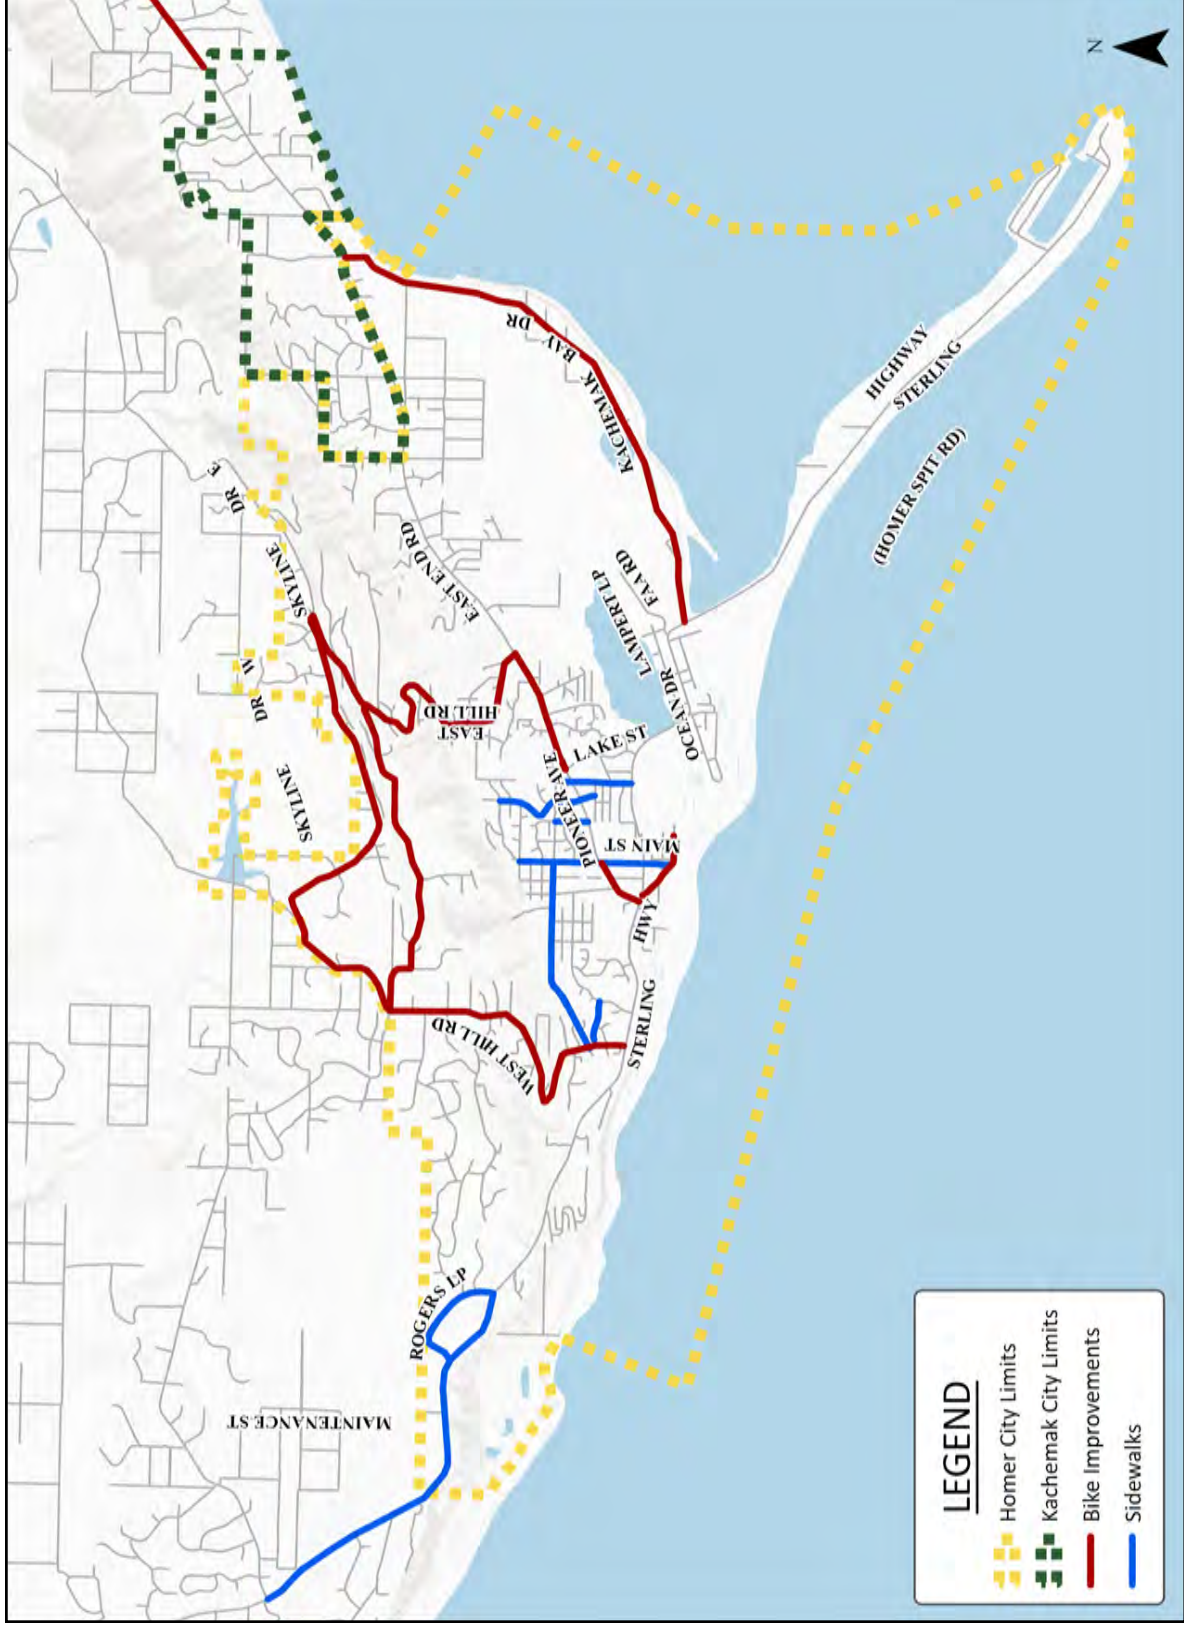 N
SKYLINE
DR E
SKYLINE
DR W
EAST END RD
EAST
HILL RD
PIONEER AVE
LAKE ST
MAIN ST
LAMPERT LP
FAA RD
OCEAN DR
KACHEMAK
BAY
DR
STERLING
HIGHWAY
(HOMER SPIT RD)
STERLING
HWY
WEST HILL RD
ROGERS LP
MAINTENANCE ST
LEGEND
Homer City Limits
Kachemak City Limits
Bike Improvements
Sidewalks